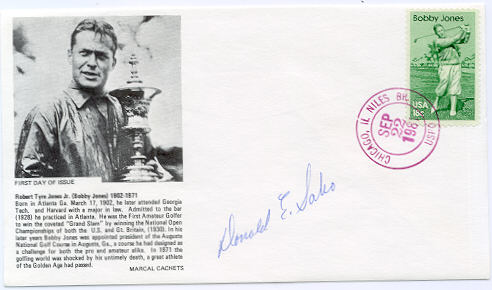 Bobby Jones
USA
18c
CHICAGO, IL NILES
SEP
22
FIRST DAY OF ISSUE
Robert Tyre Jones Jr. (Bobby Jones) 1902-1971
Born in Atlanta Ga. March 17, 1902, he later attended Georgia
Tech, and Harvard with a major in law. Admitted to the bar
(1928) he practiced in Atlanta. He was the First Amateur Golfer
to win the coveted "Grand Slam" by winning the National Open
Championships of both the U.S. and Gt. Britain, (1930). In his
later years Bobby Jones was appointed president of the Augusta
National Golf Course in Augusta, Ga., a course he had designed as
a challenge for both the pro and amateur alike. In 1971 the
golfing world was shocked by his untimely death, a great athlete
of the Golden Age had passed.
MARCAL CACHETS
Donald E. Sabo